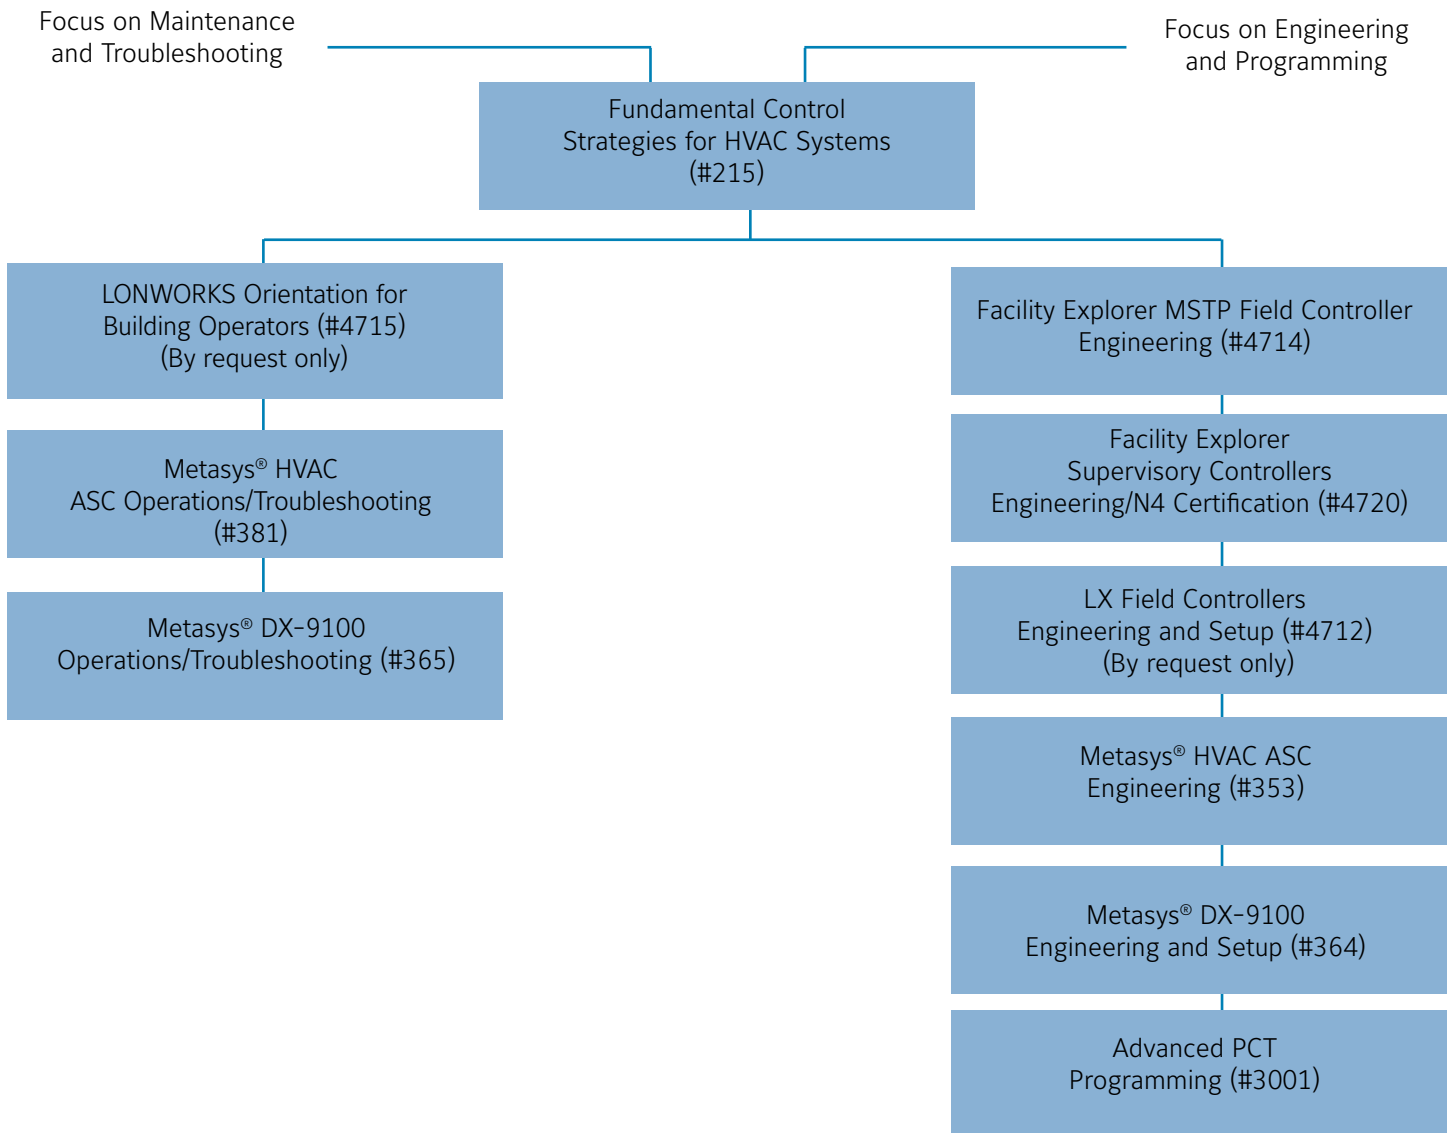 Focus on Maintenance
and Troubleshooting
Focus on Engineering
and Programming
Fundamental Control
Strategies for HVAC Systems
(#215)
LONWORKS Orientation for
Building Operators (#4715)
(By request only)
Metasys® HVAC
ASC Operations/Troubleshooting
(#381)
Metasys® DX-9100
Operations/Troubleshooting (#365)
Facility Explorer MSTP Field Controller
Engineering (#4714)
Facility Explorer
Supervisory Controllers
Engineering/N4 Certification (#4720)
LX Field Controllers
Engineering and Setup (#4712)
(By request only)
Metasys® HVAC ASC
Engineering (#353)
Metasys® DX-9100
Engineering and Setup (#364)
Advanced PCT
Programming (#3001)